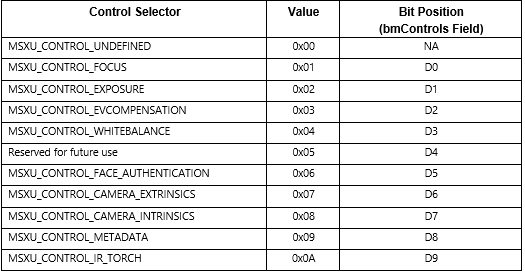 Control Selector Value Bit Position
(bmControls Field)
MSXU_CONTROL_UNDEFINED 0x00 NA
MSXU_CONTROL_FOCUS 0x01 D0
MSXU_CONTROL_EXPOSURE 0x02 D1
MSXU_CONTROL_EVCOMPENSATION 0x03 D2
MSXU_CONTROL_WHITEBALANCE 0x04 D3
Reserved for future use 0x05 D4
MSXU_CONTROL_FACE_AUTHENTICATION 0x06 D5
MSXU_CONTROL_CAMERA_EXTRINSICS 0x07 D6
MSXU_CONTROL_CAMERA_INTRINSICS 0x08 D7
MSXU_CONTROL_METADATA 0x09 D8
MSXU_CONTROL_IR_TORCH 0x0A D9